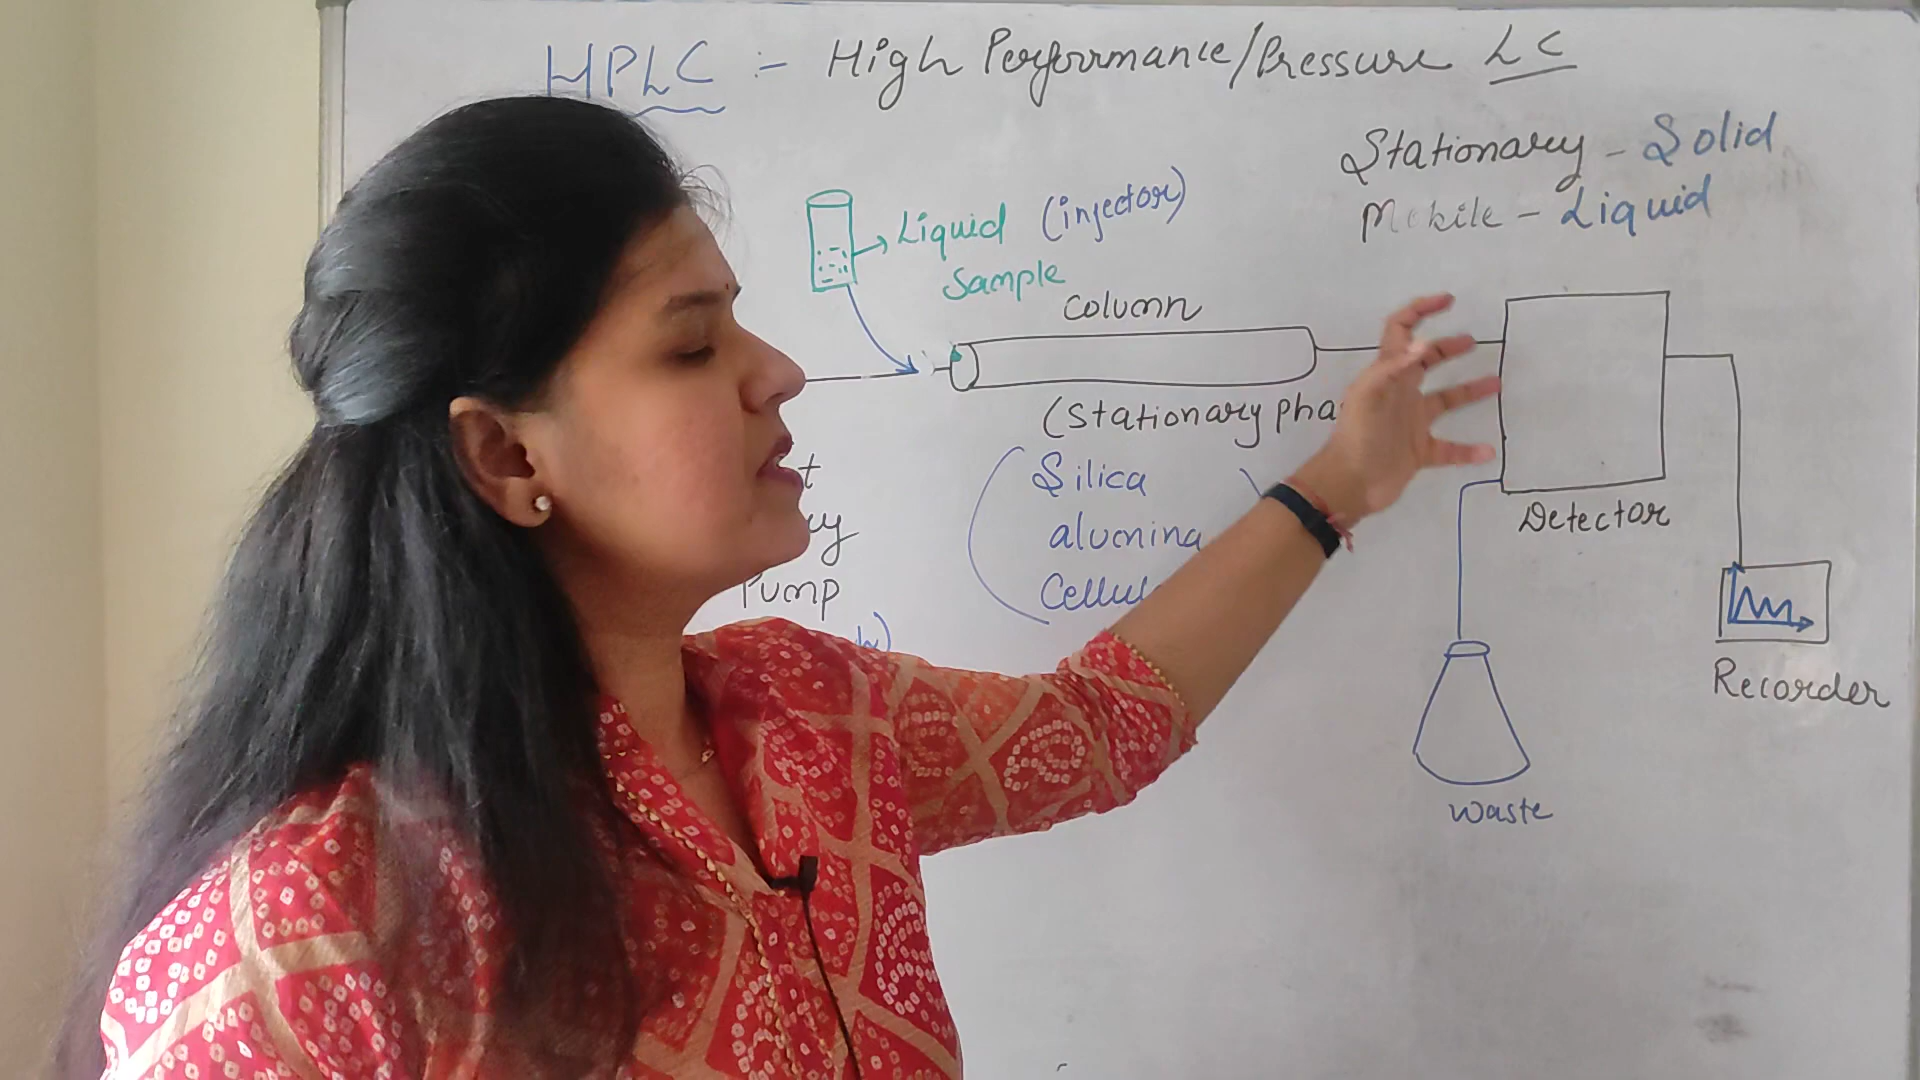 HPLC :- High Performance/Pressure LC
Stationary - Solid
Mobile - Liquid
Liquid (injector)
Sample
Column
(Stationary pha
Silica
alumina
Cellul
Pump
Detector
Recorder
Waste